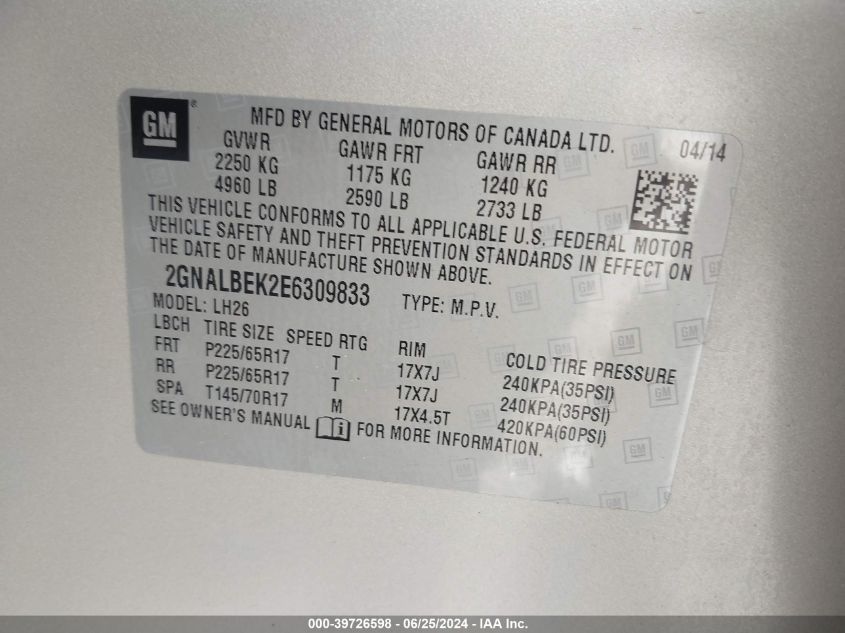 GM
MFD BY GENERAL MOTORS OF CANADA LTD. 04/14
GVWR GAWR FRT GAWR RR
2250 KG 1175 KG 1240 KG
4960 LB 2590 LB 2733 LB
THIS VEHICLE CONFORMS TO ALL APPLICABLE U.S. FEDERAL MOTOR
VEHICLE SAFETY AND THEFT PREVENTION STANDARDS IN EFFECT ON
THE DATE OF MANUFACTURE SHOWN ABOVE.
2GNALBEK2E6309833 TYPE: M.P.V.
MODEL: LH26
LBCH TIRE SIZE SPEED RTG RIM COLD TIRE PRESSURE
FRT P225/65R17 T 17X7J 240KPA(35PSI)
RR P225/65R17 T 17X7J 240KPA(35PSI)
SPA T145/70R17 M 17X4.5T 420KPA(60PSI)
SEE OWNER'S MANUAL i FOR MORE INFORMATION.
000-39726598 - 06/25/2024 - IAA Inc.